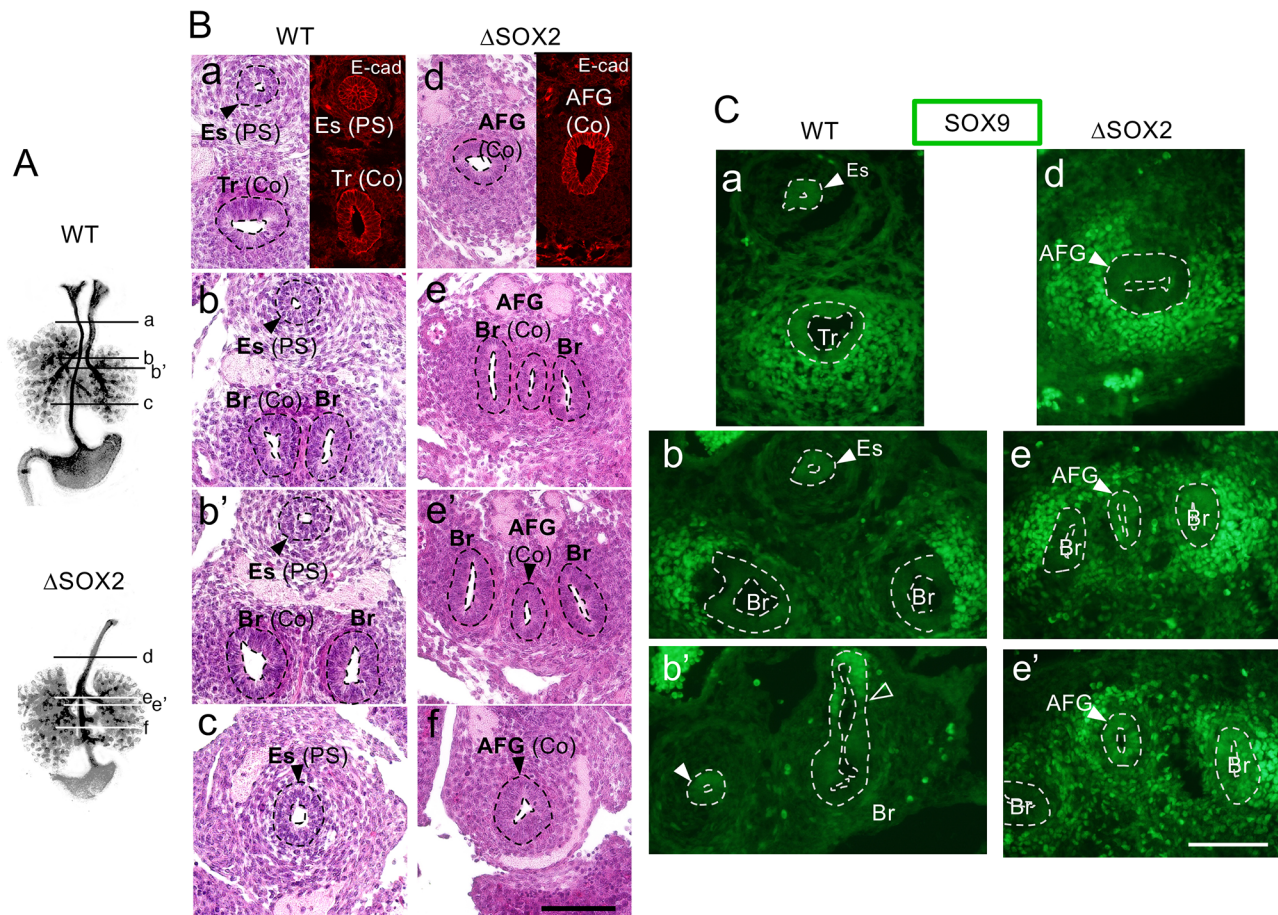 A
WT
a
b
b’
c
ΔSOX2
d
e
e’
f
B
WT
ΔSOX2
a
E-cad
Es (PS)
Es (PS)
Tr (Co)
Tr (Co)
d
E-cad
AFG
(Co)
AFG
(Co)
b
Es (PS)
Br (Co)
Br
e
AFG
Br (Co)
Br
b’
Es (PS)
Br (Co)
Br
e’
Br
AFG
(Co)
Br
c
Es (PS)
f
AFG (Co)
C
WT
SOX9
ΔSOX2
a
Es
Tr
d
AFG
b
Es
Br
Br
e
AFG
Br
Br
b’
Br
e’
AFG
Br
Br